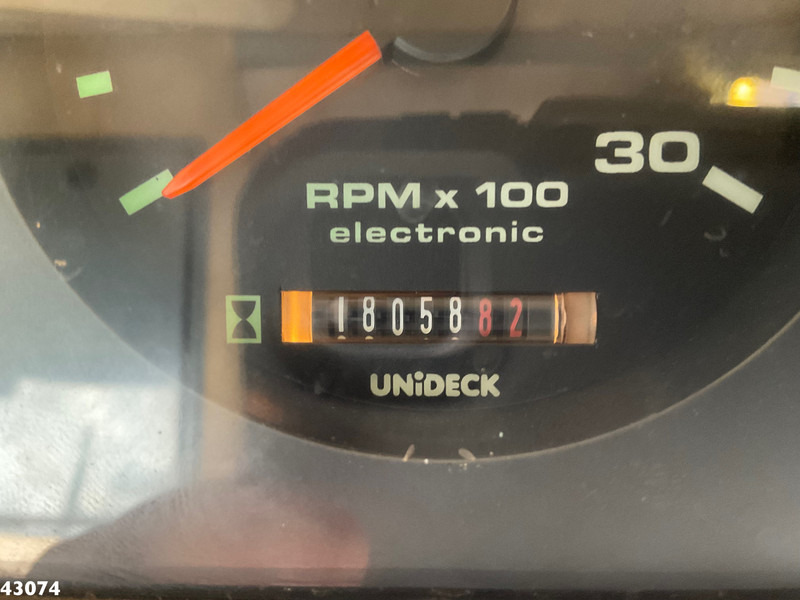 30
RPM x 100
electronic
1805882
UNiDECK
43074